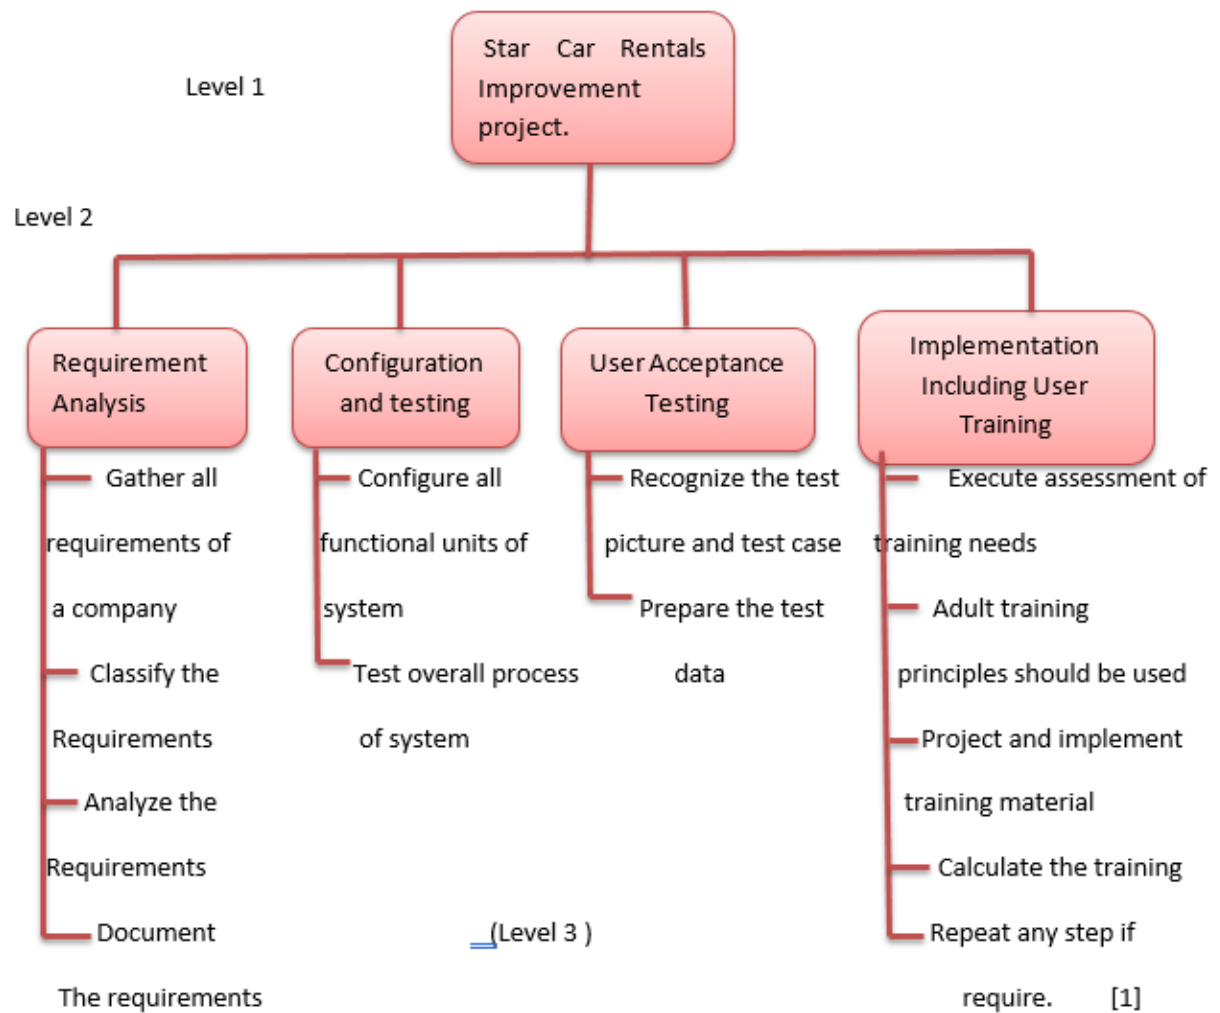 Star Car Rentals
Improvement
project.
Level 1
Level 2
Requirement
Analysis
Configuration
and testing
User Acceptance
Testing
Implementation
Including User
Training
Gather all
requirements of
a company
Classify the
Requirements
Analyze the
Requirements
Document
The requirements
Configure all
functional units of
system
Test overall process
of system
Recognize the test
picture and test case
Prepare the test
data
Execute assessment of
training needs
Adult training
principles should be used
Project and implement
training material
Calculate the training
Repeat any step if
require. [1]
(Level 3 )